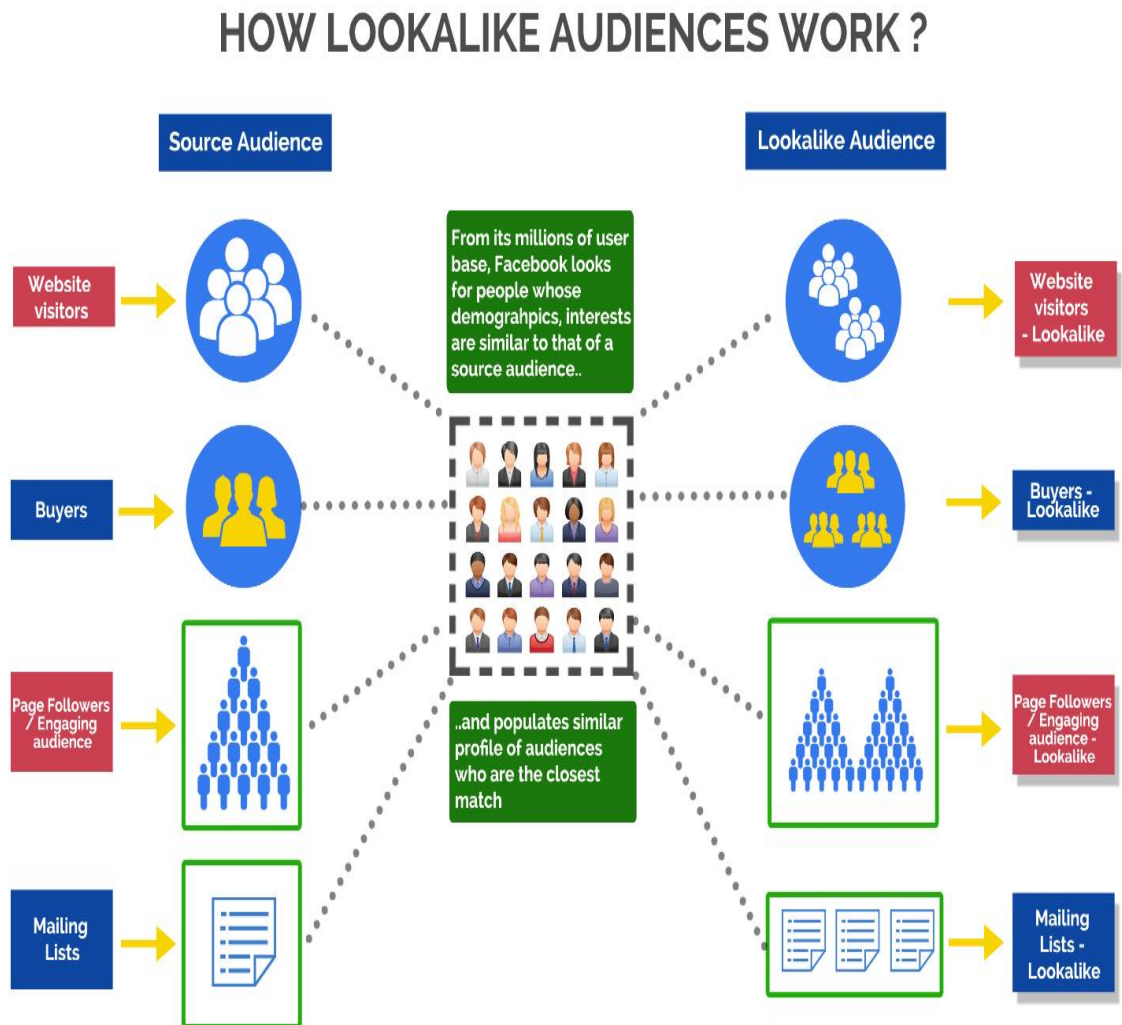 HOW LOOKALIKE AUDIENCES WORK ?
Source Audience
Lookalike Audience
From its millions of user
base, Facebook looks
for people whose
demograhpics, interests
are similar to that of a
source audience..
Website
visitors
Website
visitors
- Lookalike
Buyers
Buyers -
Lookalike
Page Followers
/ Engaging
audience
..and populates similar
profile of audiences
who are the closest
match
Page Followers
/ Engaging
audience -
Lookalike
Mailing
Lists
Mailing
Lists -
Lookalike